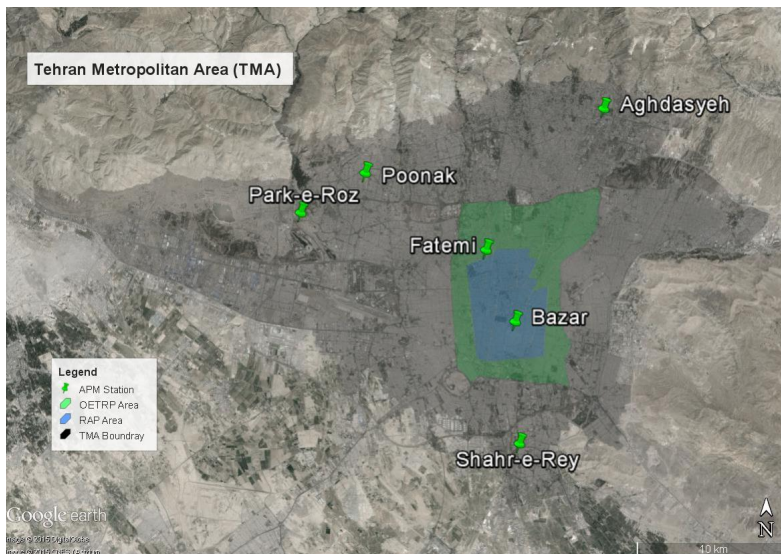 Tehran Metropolitan Area (TMA)
Aghdasyeh
Poonak
Park-e-Roz
Fatemi
Bazar
Legend
APM Station
OETRP Area
RAP Area
TMA Boundray
Shahr-e-Rey
Google earth
N
10 km